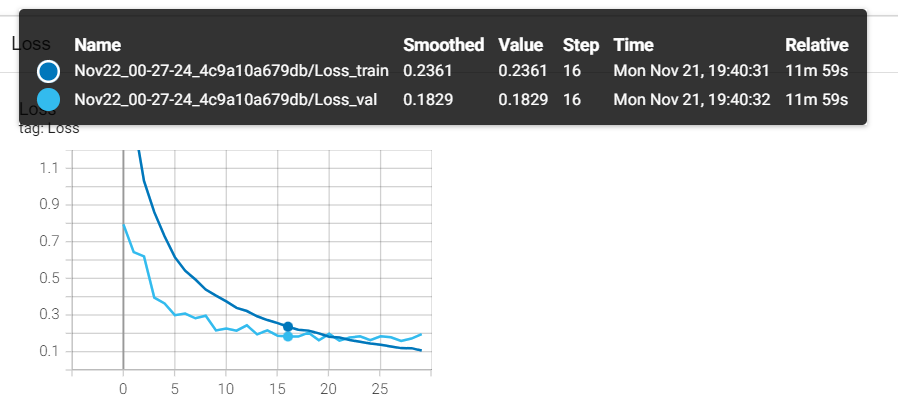 Loss
Name Smoothed Value Step Time Relative
Nov22_00-27-24_4c9a10a679db/Loss_train 0.2361 0.2361 16 Mon Nov 21, 19:40:31 11m 59s
Nov22_00-27-24_4c9a10a679db/Loss_val 0.1829 0.1829 16 Mon Nov 21, 19:40:32 11m 59s
Loss
tag: Loss
1.1
0.9
0.7
0.5
0.3
0.1
0 5 10 15 20 25